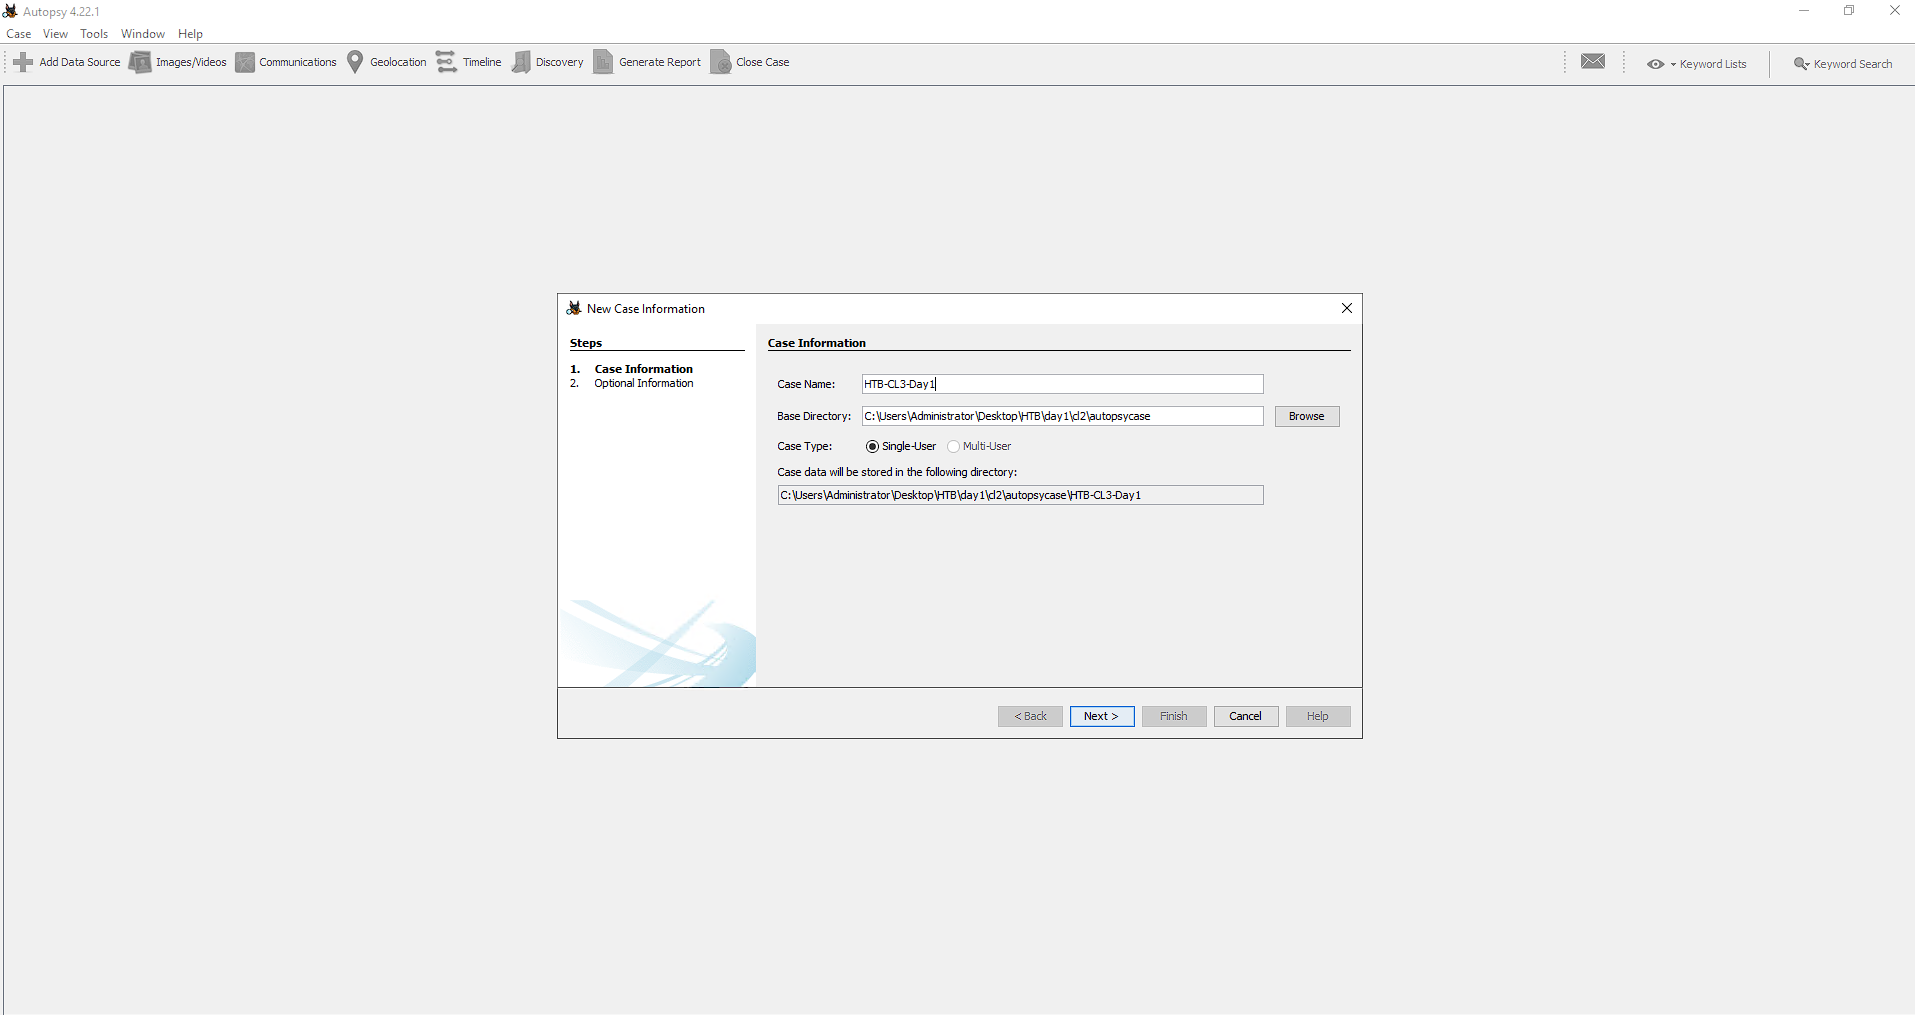 Autopsy 4.22.1
Case View Tools Window Help
Add Data Source Images/Videos Communications Geolocation Timeline Discovery Generate Report Close Case Keyword Lists Keyword Search
New Case Information
Steps
1. Case Information
2. Optional Information
Case Information
Case Name: HTB-CL3-Day1
Base Directory: C:\Users\Administrator\Desktop\HTB\day1\cl2\autopsycase Browse
Case Type: Single-User Multi-User
Case data will be stored in the following directory:
C:\Users\Administrator\Desktop\HTB\day1\cl2\autopsycase\HTB-CL3-Day1
< Back Next > Finish Cancel Help